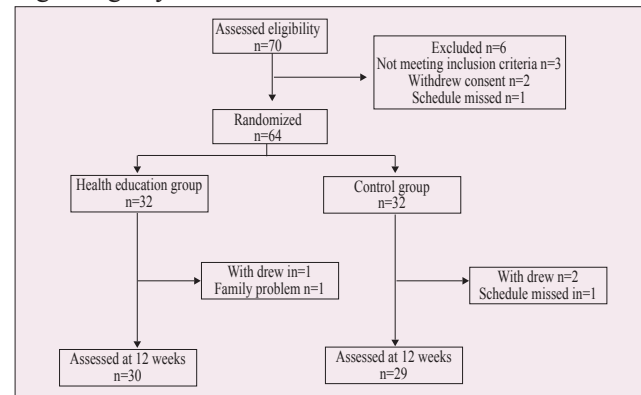 Assessed eligibility
n=70
Excluded n=6
Not meeting inclusion criteria n=3
Withdrew consent n=2
Schedule missed n=1
Randomized
n=64
Health education group
n=32
Control group
n=32
With drew in=1
Family problem n=1
With drew n=2
Schedule missed in=1
Assessed at 12 weeks
n=30
Assessed at 12 weeks
n=29